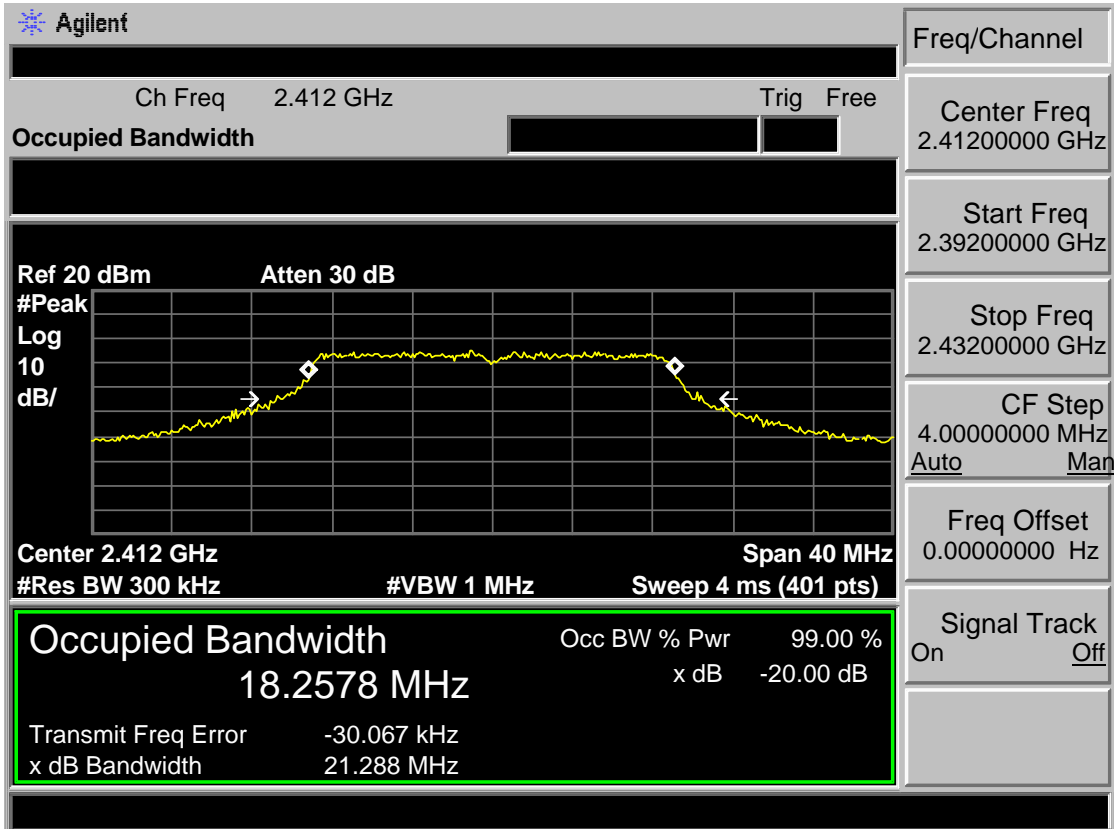 Agilent
Freq/Channel
Ch Freq 2.412 GHz Trig Free
Occupied Bandwidth
Center Freq
2.41200000 GHz
Start Freq
2.39200000 GHz
Stop Freq
2.43200000 GHz
CF Step
4.00000000 MHz
Auto Man
Freq Offset
0.00000000 Hz
Signal Track
On Off
Ref 20 dBm Atten 30 dB
#Peak
Log
10
dB/
Center 2.412 GHz Span 40 MHz
#Res BW 300 kHz #VBW 1 MHz Sweep 4 ms (401 pts)
Occupied Bandwidth Occ BW % Pwr 99.00 %
18.2578 MHz x dB -20.00 dB
Transmit Freq Error -30.067 kHz
x dB Bandwidth 21.288 MHz